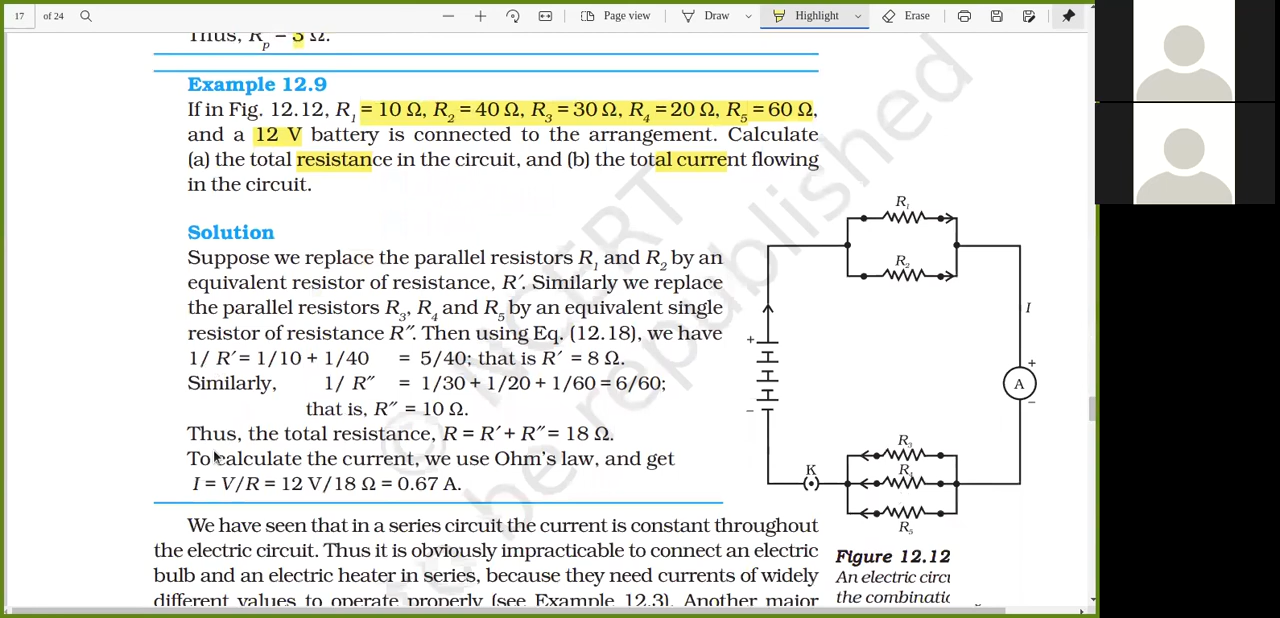 17 of 24 Page view Draw Highlight Erase
Thus, Rp = 3 Ω.
Example 12.9
If in Fig. 12.12, R1 = 10 Ω, R2 = 40 Ω, R3 = 30 Ω, R4 = 20 Ω, R5 = 60 Ω,
and a 12 V battery is connected to the arrangement. Calculate
(a) the total resistance in the circuit, and (b) the total current flowing
in the circuit.
Solution
Suppose we replace the parallel resistors R1 and R2 by an
equivalent resistor of resistance, R′. Similarly we replace
the parallel resistors R3, R4 and R5 by an equivalent single
resistor of resistance R″. Then using Eq. (12.18), we have
1/ R′ = 1/10 + 1/40 = 5/40; that is R′ = 8 Ω.
Similarly, 1/ R″ = 1/30 + 1/20 + 1/60 = 6/60;
that is, R″ = 10 Ω.
Thus, the total resistance, R = R′ + R″ = 18 Ω.
To calculate the current, we use Ohm's law, and get
I = V/R = 12 V/18 Ω = 0.67 A.
We have seen that in a series circuit the current is constant throughout
the electric circuit. Thus it is obviously impracticable to connect an electric
bulb and an electric heater in series, because they need currents of widely
different values to operate properly (see Example 12.3). Another major
R1
R2
I
+
+
A
−
−
R3
K
R4
R5
Figure 12.12
An electric circu
the combinatio
© NCERT
be republished